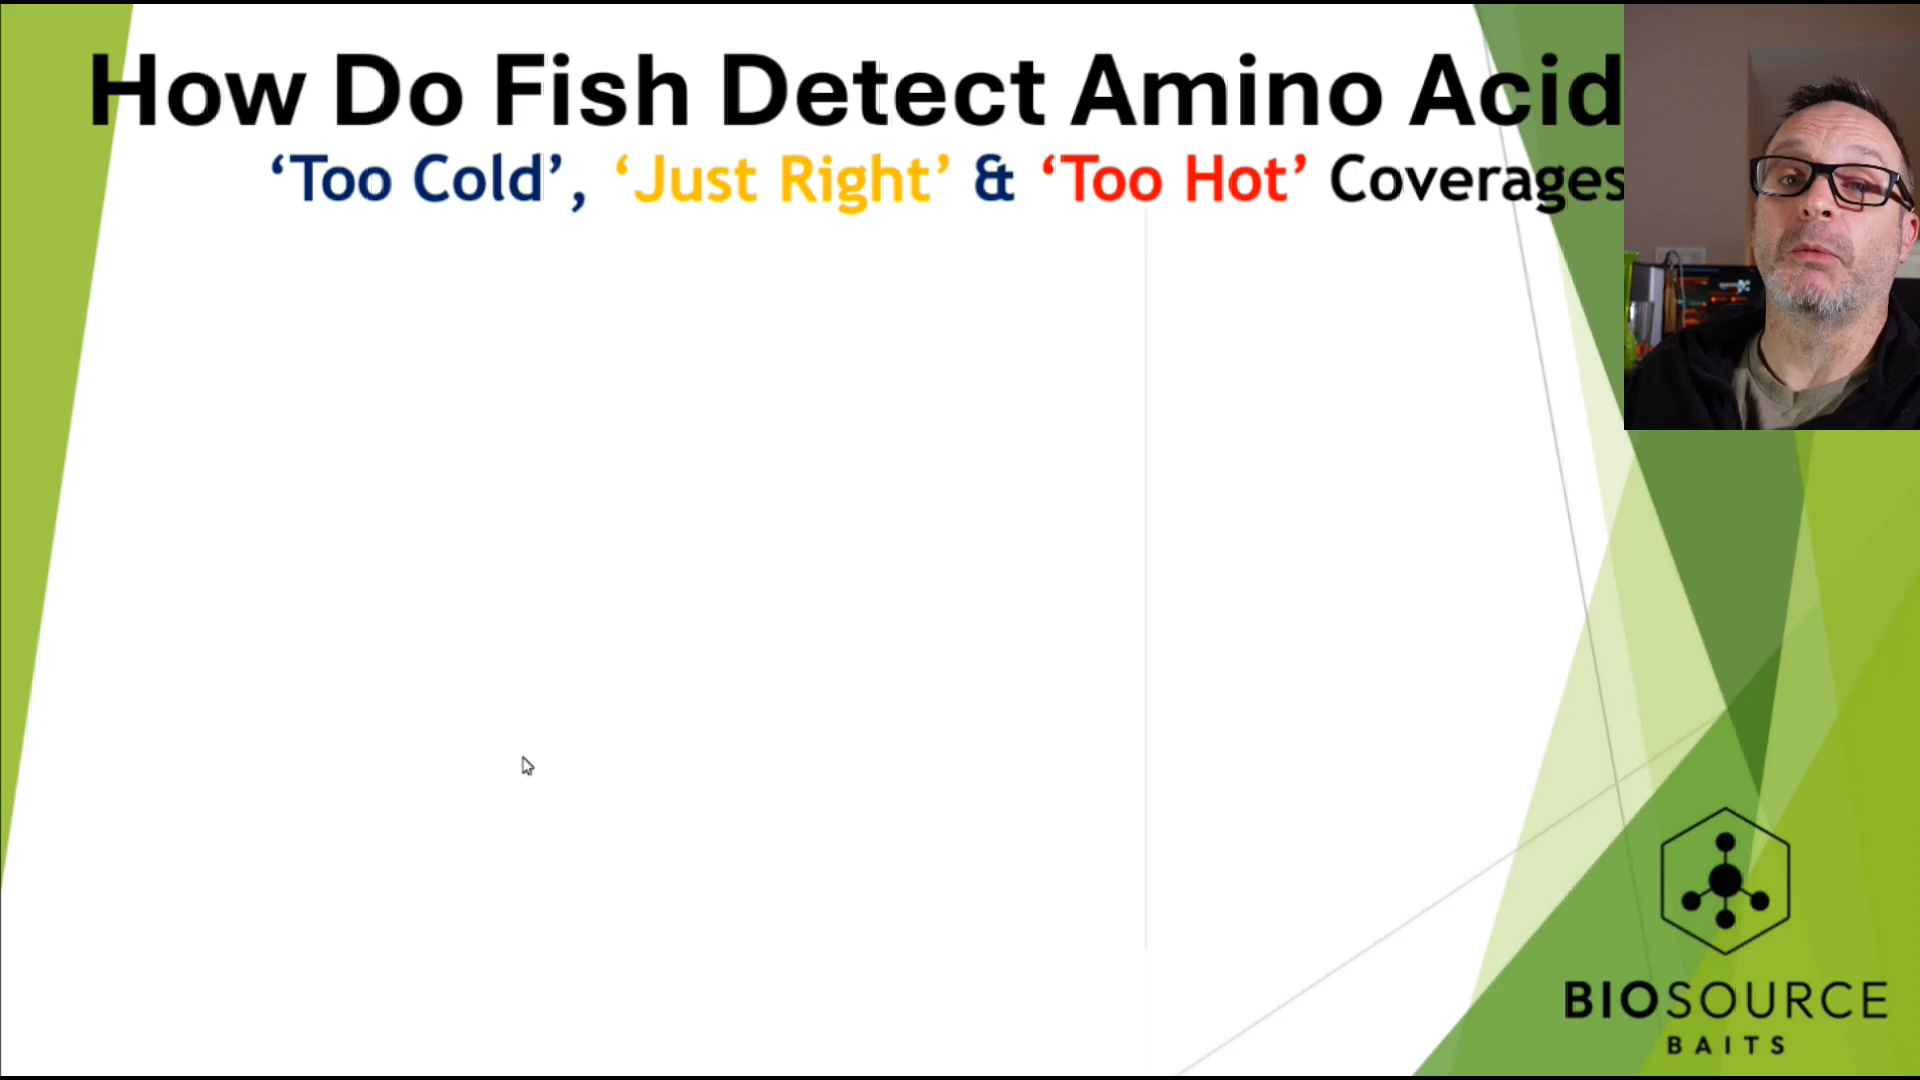 How Do Fish Detect Amino Acid
‘Too Cold’, ‘Just Right’ & ‘Too Hot’ Coverages
BIOSOURCE
BAITS